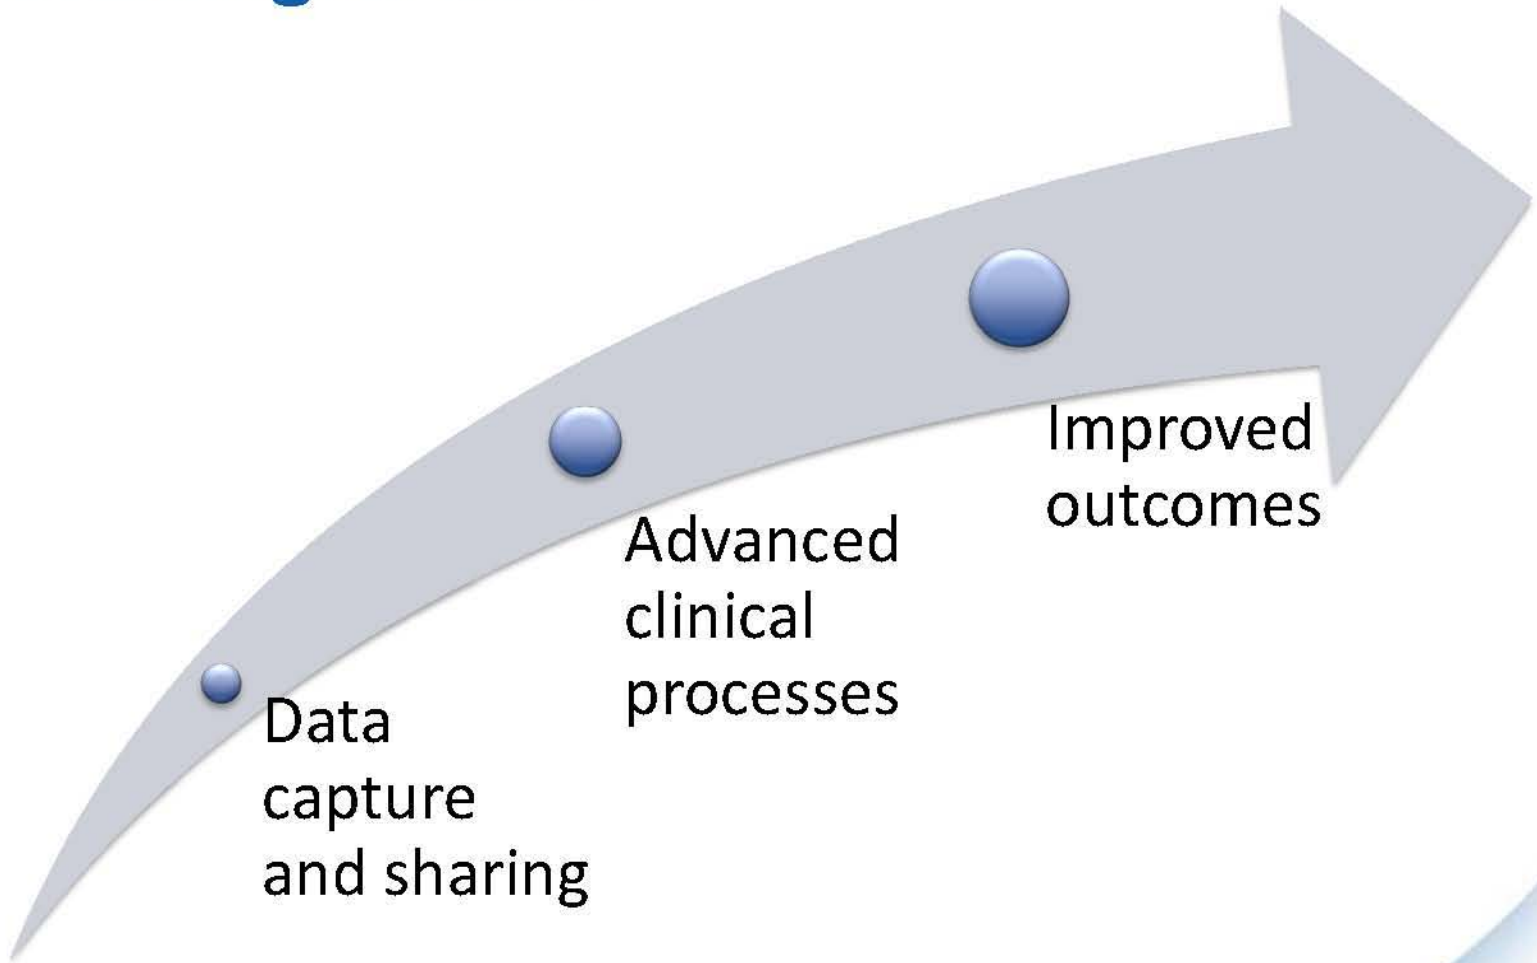 Data
capture
and sharing
Advanced
clinical
processes
Improved
outcomes